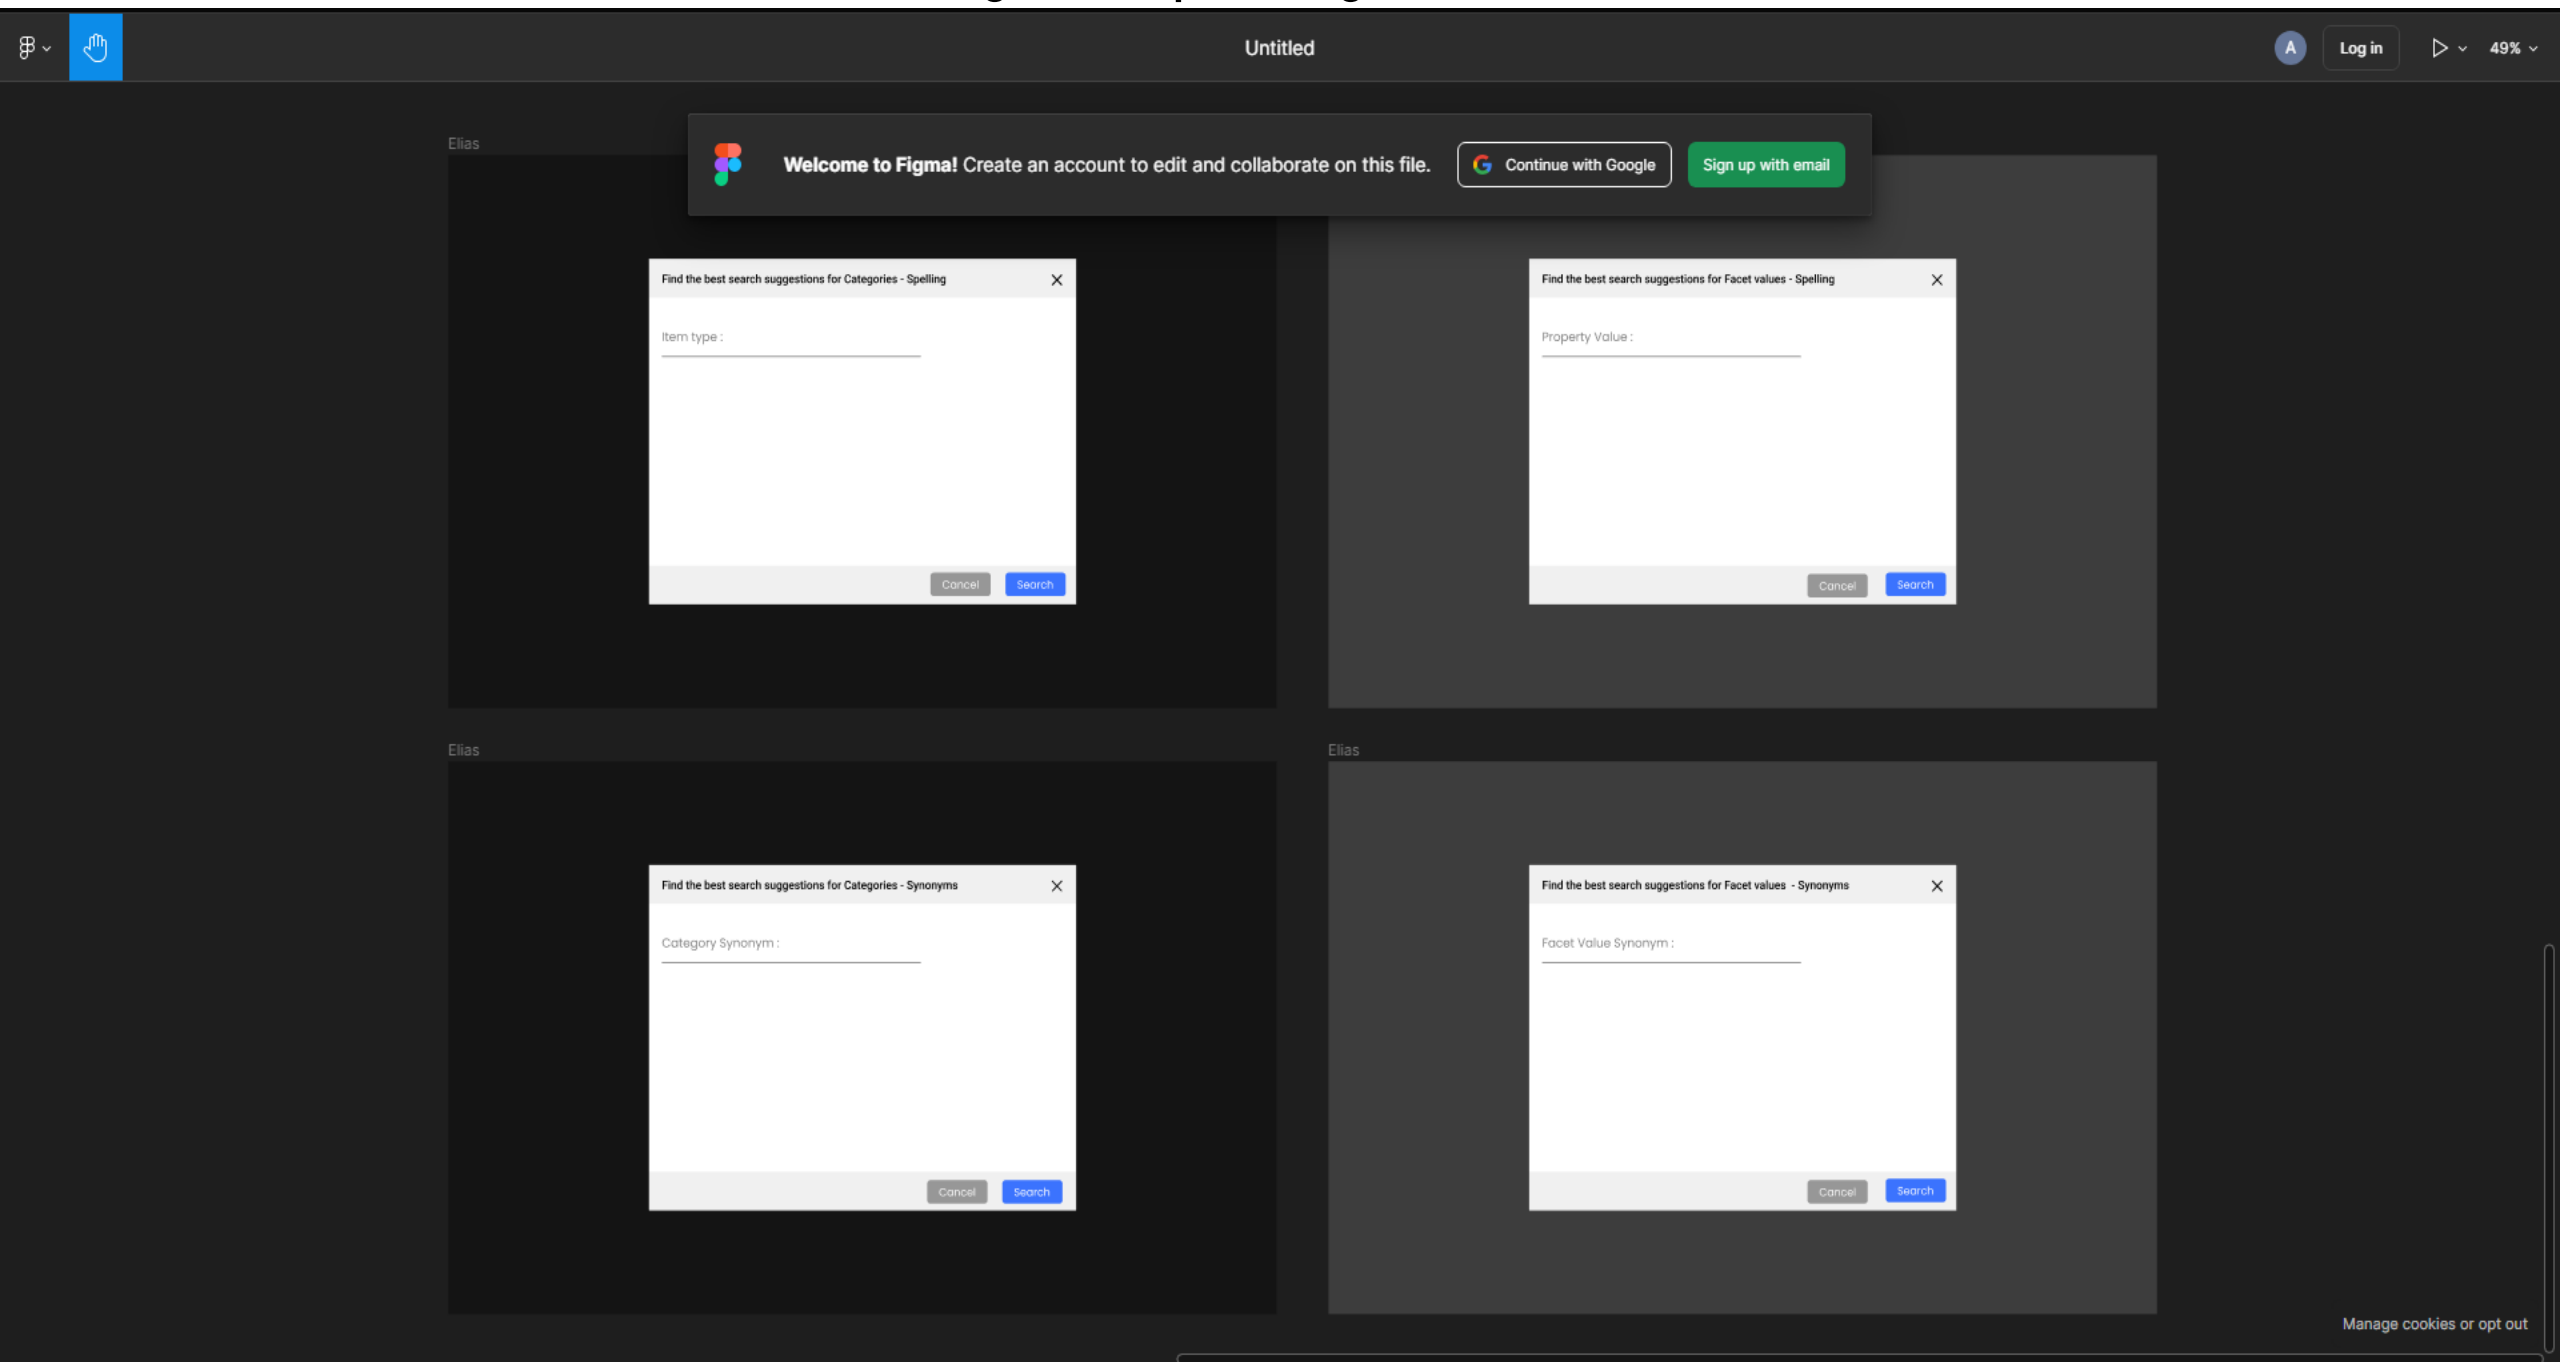 Untitled
A
Log in
49%
Elias
Welcome to Figma! Create an account to edit and collaborate on this file.
Continue with Google
Sign up with email
Find the best search suggestions for Categories - Spelling
Item type :
Cancel
Search
Find the best search suggestions for Facet values - Spelling
Property Value :
Cancel
Search
Elias
Find the best search suggestions for Categories - Synonyms
Category Synonym :
Cancel
Search
Elias
Find the best search suggestions for Facet values - Synonyms
Facet Value Synonym :
Cancel
Search
Manage cookies or opt out